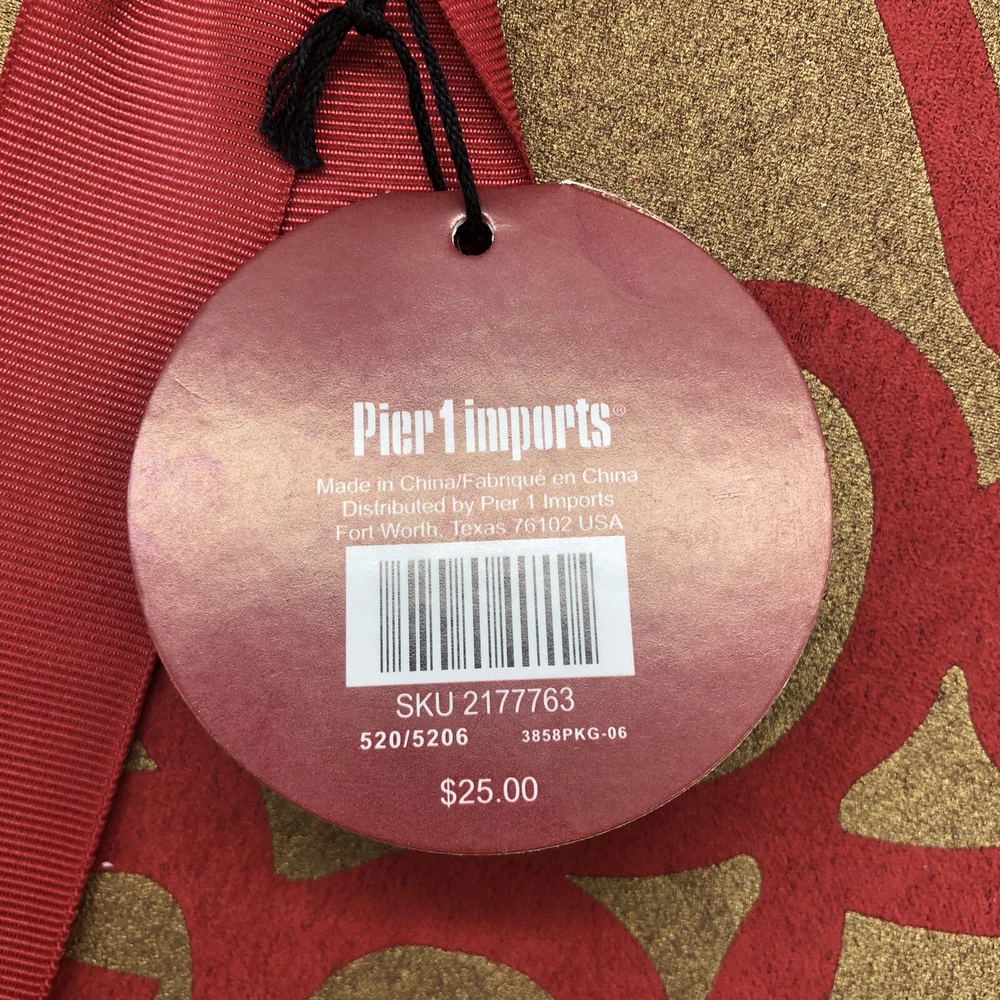 Pier 1 imports®
Made in China/Fabriqué en China
Distributed by Pier 1 Imports
Fort Worth, Texas 76102 USA
SKU 2177763
520/5206 3858PKG-06
$25.00